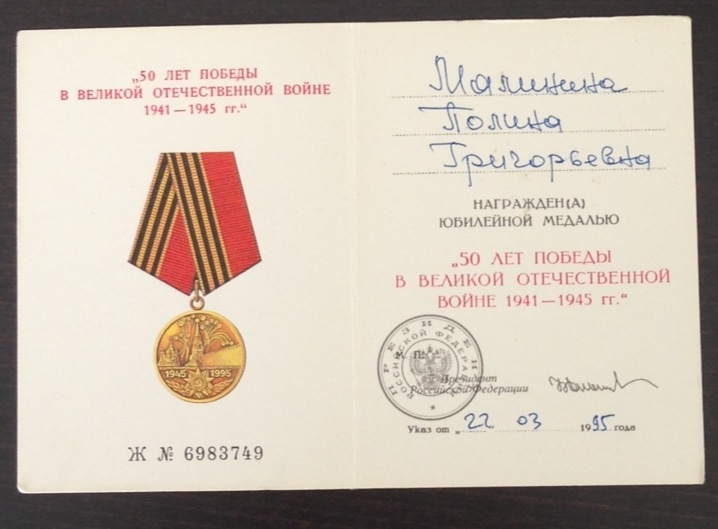 „50 ЛЕТ ПОБЕДЫ
В ВЕЛИКОЙ ОТЕЧЕСТВЕННОЙ ВОЙНЕ
1941 — 1945 гг.“
1945 1995
Ж № 6983749
Малинина
Полина
Григорьевна
НАГРАЖДЕН(А)
ЮБИЛЕЙНОЙ МЕДАЛЬЮ
„50 ЛЕТ ПОБЕДЫ
В ВЕЛИКОЙ ОТЕЧЕСТВЕННОЙ
ВОЙНЕ 1941 — 1945 гг.“
ПРЕЗИДЕНТ
РОССИЙСКОЙ ФЕДЕРАЦИИ
М. П.
Президент
Российской Федерации
Указ от „22 03 1995 года